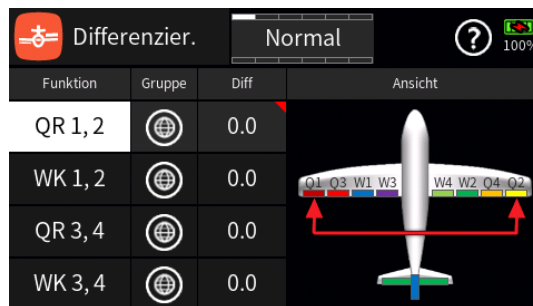 Differenzier.
Normal
?
100%
Funktion Gruppe Diff Ansicht
QR 1, 2 0.0
WK 1, 2 0.0
QR 3, 4 0.0
WK 3, 4 0.0
Q1 Q3 W1 W3 W4 W2 Q4 Q2